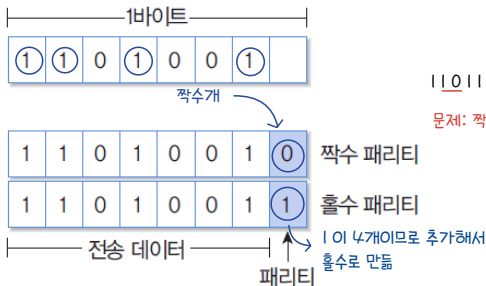 1바이트
1 1 0 1 0 0 1
11011
짝수개
문제: 짝
1 1 0 1 0 0 1 0 짝수 패리티
1 1 0 1 0 0 1 1 홀수 패리티
전송 데이터
1이 4개이므로 추가해서
홀수로 만듦
패리티